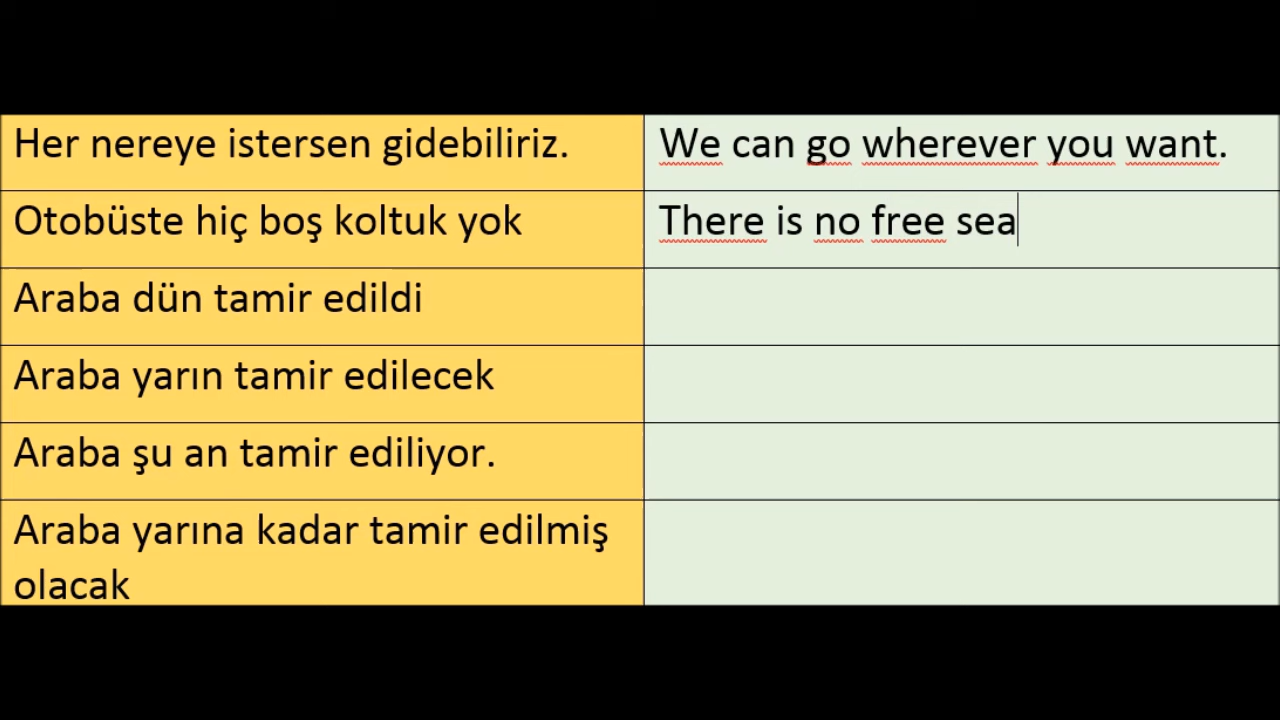 Her nereye istersen gidebiliriz.
We can go wherever you want.
Otobüste hiç boş koltuk yok
There is no free sea
Araba dün tamir edildi
Araba yarın tamir edilecek
Araba şu an tamir ediliyor.
Araba yarına kadar tamir edilmiş
olacak